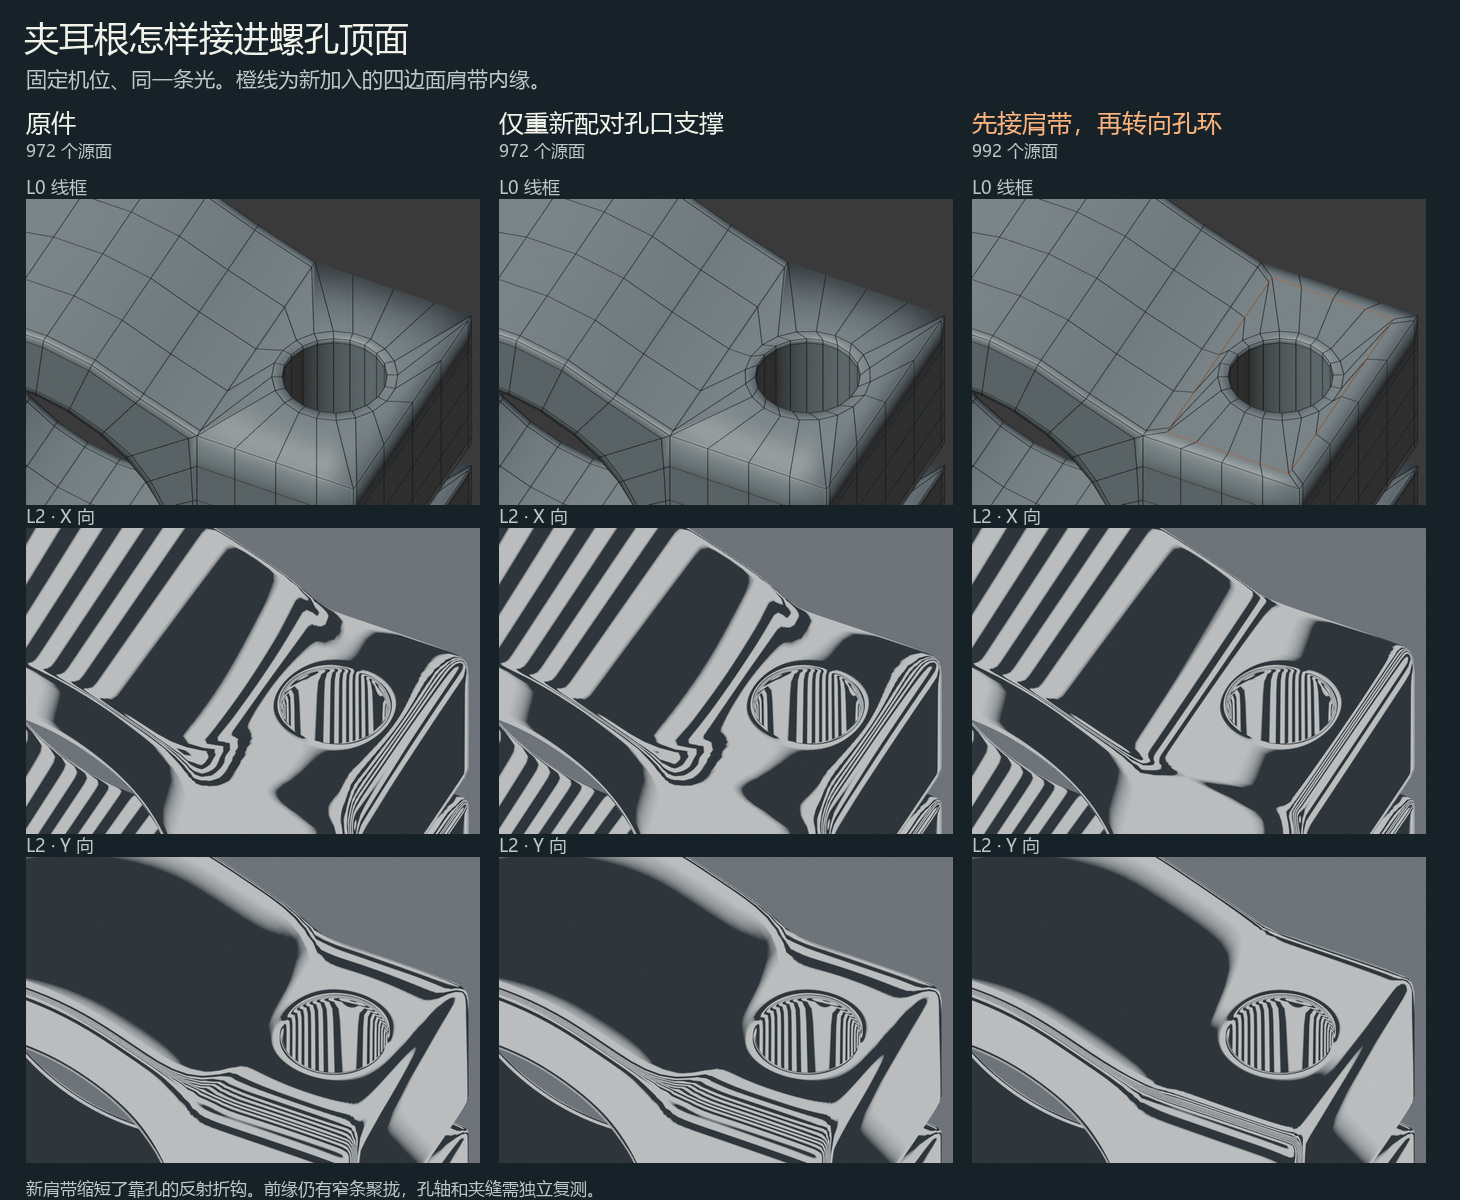 夹耳根怎样接进螺孔顶面
固定机位、同一条光。橙线为新加入的四边面肩带内缘。
原件
972 个源面
L0 线框
L2 · X 向
L2 · Y 向
仅重新配对孔口支撑
972 个源面
L0 线框
L2 · X 向
L2 · Y 向
先接肩带，再转向孔环
992 个源面
L0 线框
L2 · X 向
L2 · Y 向
新肩带缩短了靠孔的反射折钩。前缘仍有窄条聚拢，孔轴和夹缝需独立复测。